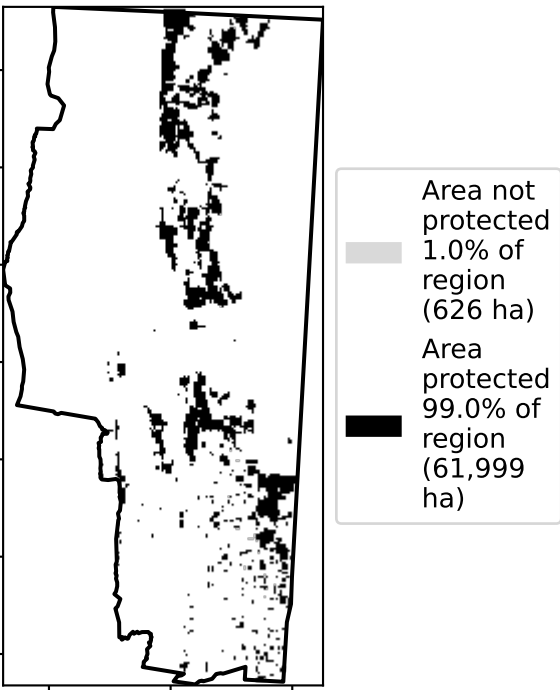 Area not
protected
1.0% of
region
(626 ha)
Area
protected
99.0% of
region
(61,999
ha)